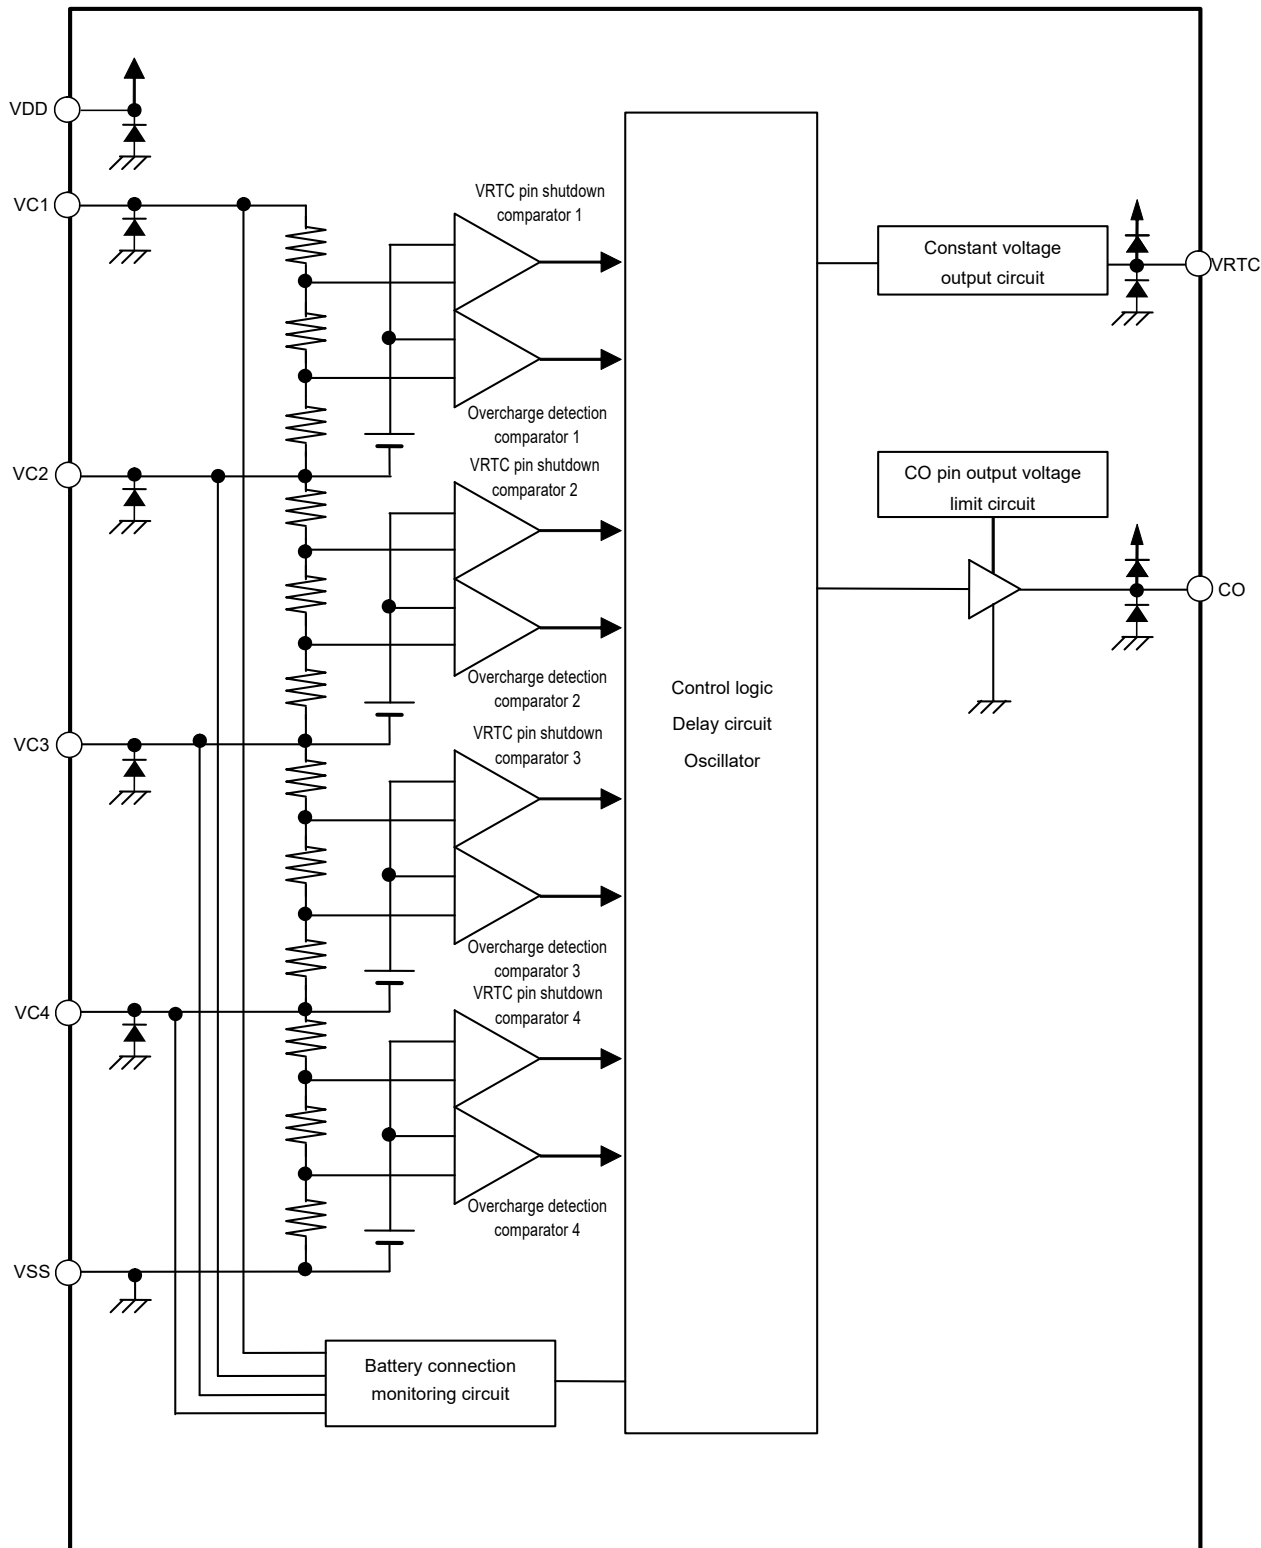 VDD
VC1
VRTC pin shutdown
comparator 1
Constant voltage
output circuit
VRTC
Overcharge detection
comparator 1
VC2
VRTC pin shutdown
comparator 2
CO pin output voltage
limit circuit
CO
Overcharge detection
comparator 2
Control logic
Delay circuit
Oscillator
VC3
VRTC pin shutdown
comparator 3
Overcharge detection
comparator 3
VC4
VRTC pin shutdown
comparator 4
Overcharge detection
comparator 4
VSS
Battery connection
monitoring circuit